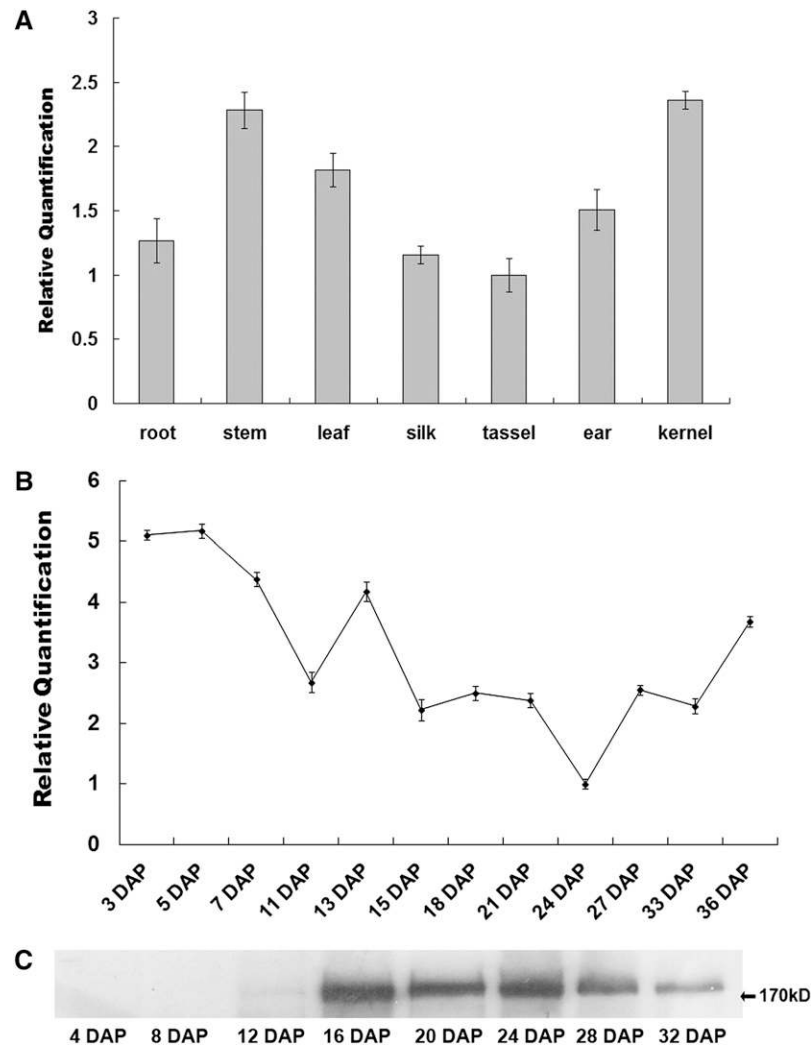 A
3
2.5
2
1.5
1
0.5
0
Relative Quantification
root stem leaf silk tassel ear kernel
B
6
5
4
3
2
1
0
Relative Quantification
3 DAP 5 DAP 7 DAP 11 DAP 13 DAP 15 DAP 18 DAP 21 DAP 24 DAP 27 DAP 33 DAP 36 DAP
C
170kD
4 DAP 8 DAP 12 DAP 16 DAP 20 DAP 24 DAP 28 DAP 32 DAP